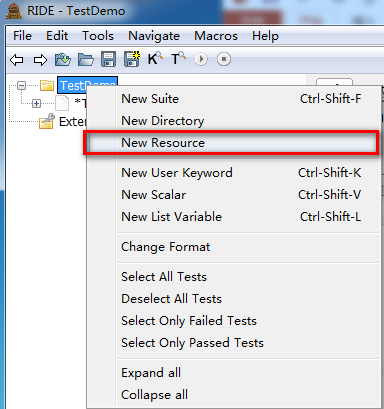 RIDE - TestDemo
File Edit Tools Navigate Macros Help
K T
TestDemo
*T
Exter
New Suite Ctrl-Shift-F
New Directory
New Resource
New User Keyword Ctrl-Shift-K
New Scalar Ctrl-Shift-V
New List Variable Ctrl-Shift-L
Change Format
Select All Tests
Deselect All Tests
Select Only Failed Tests
Select Only Passed Tests
Expand all
Collapse all